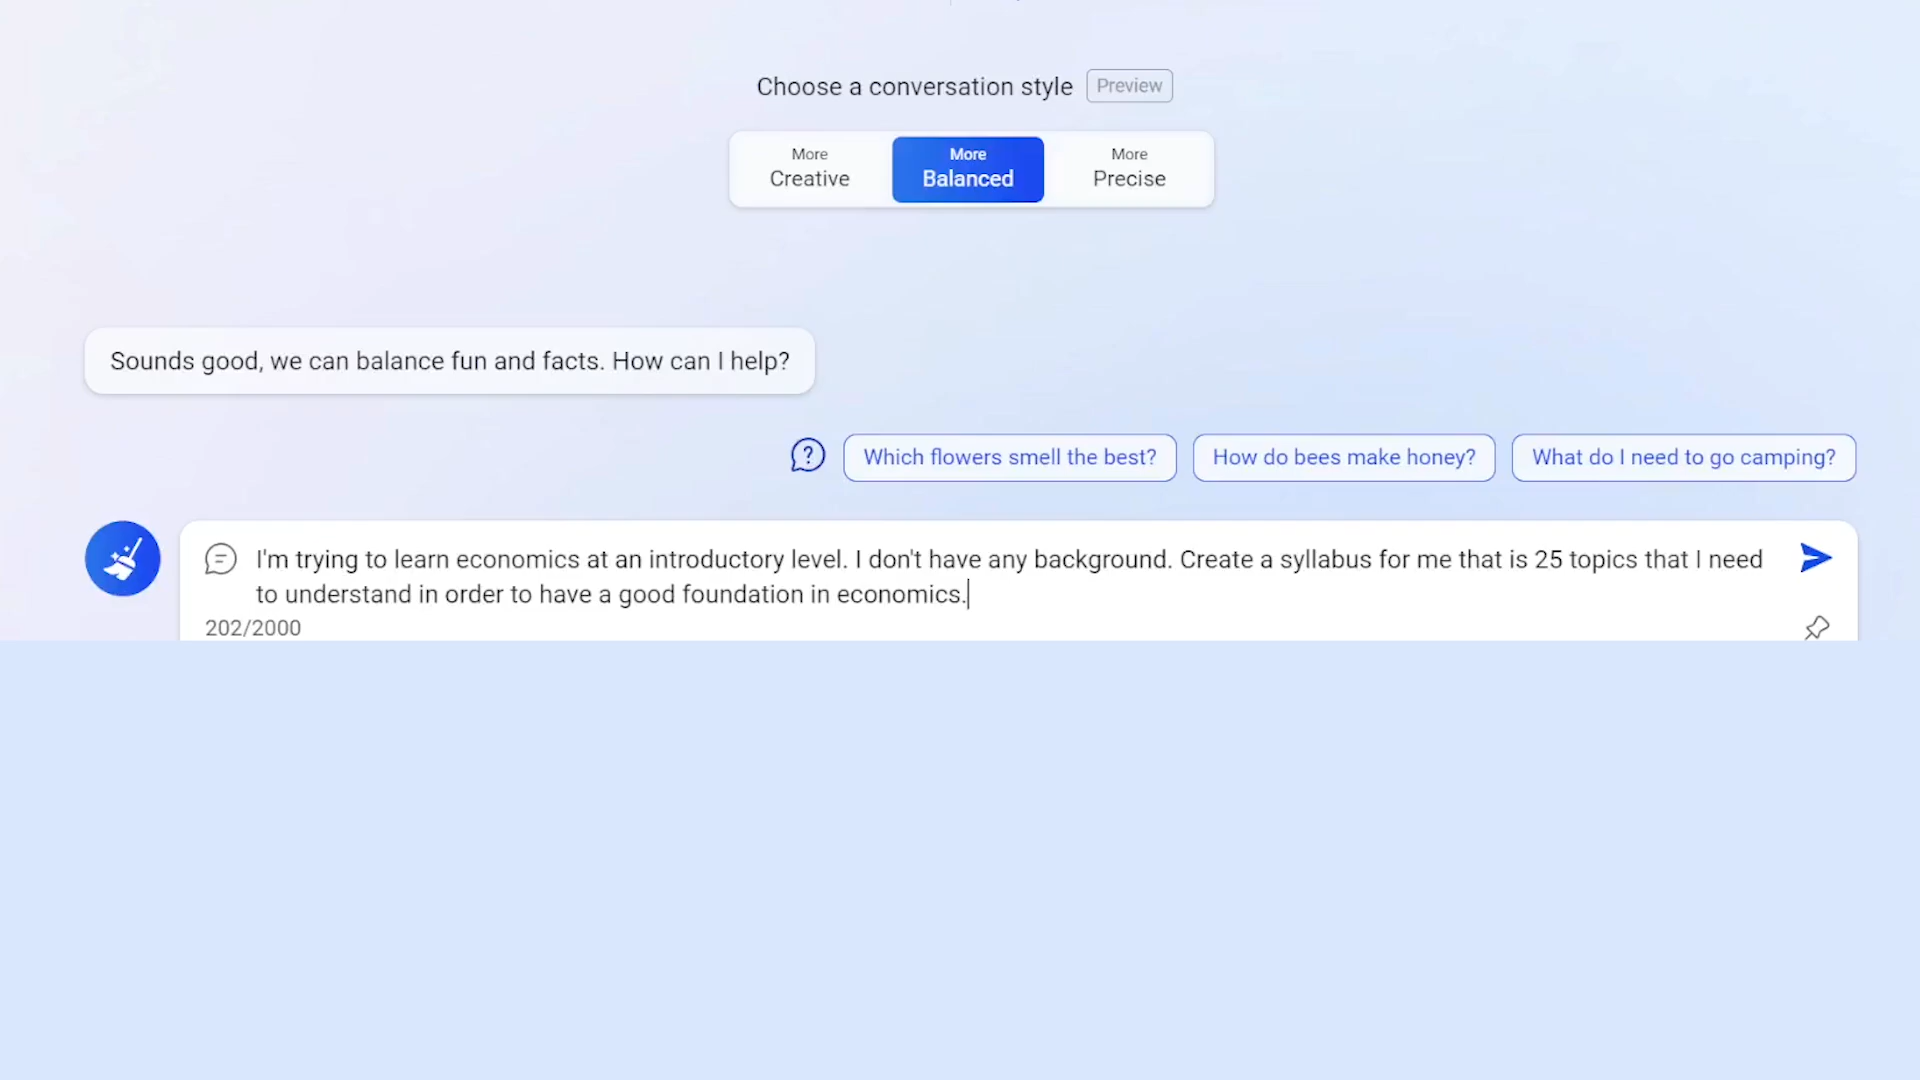 Choose a conversation style Preview
More
Creative
More
Balanced
More
Precise
Sounds good, we can balance fun and facts. How can I help?
Which flowers smell the best?
How do bees make honey?
What do I need to go camping?
I'm trying to learn economics at an introductory level. I don't have any background. Create a syllabus for me that is 25 topics that I need
to understand in order to have a good foundation in economics.
202/2000